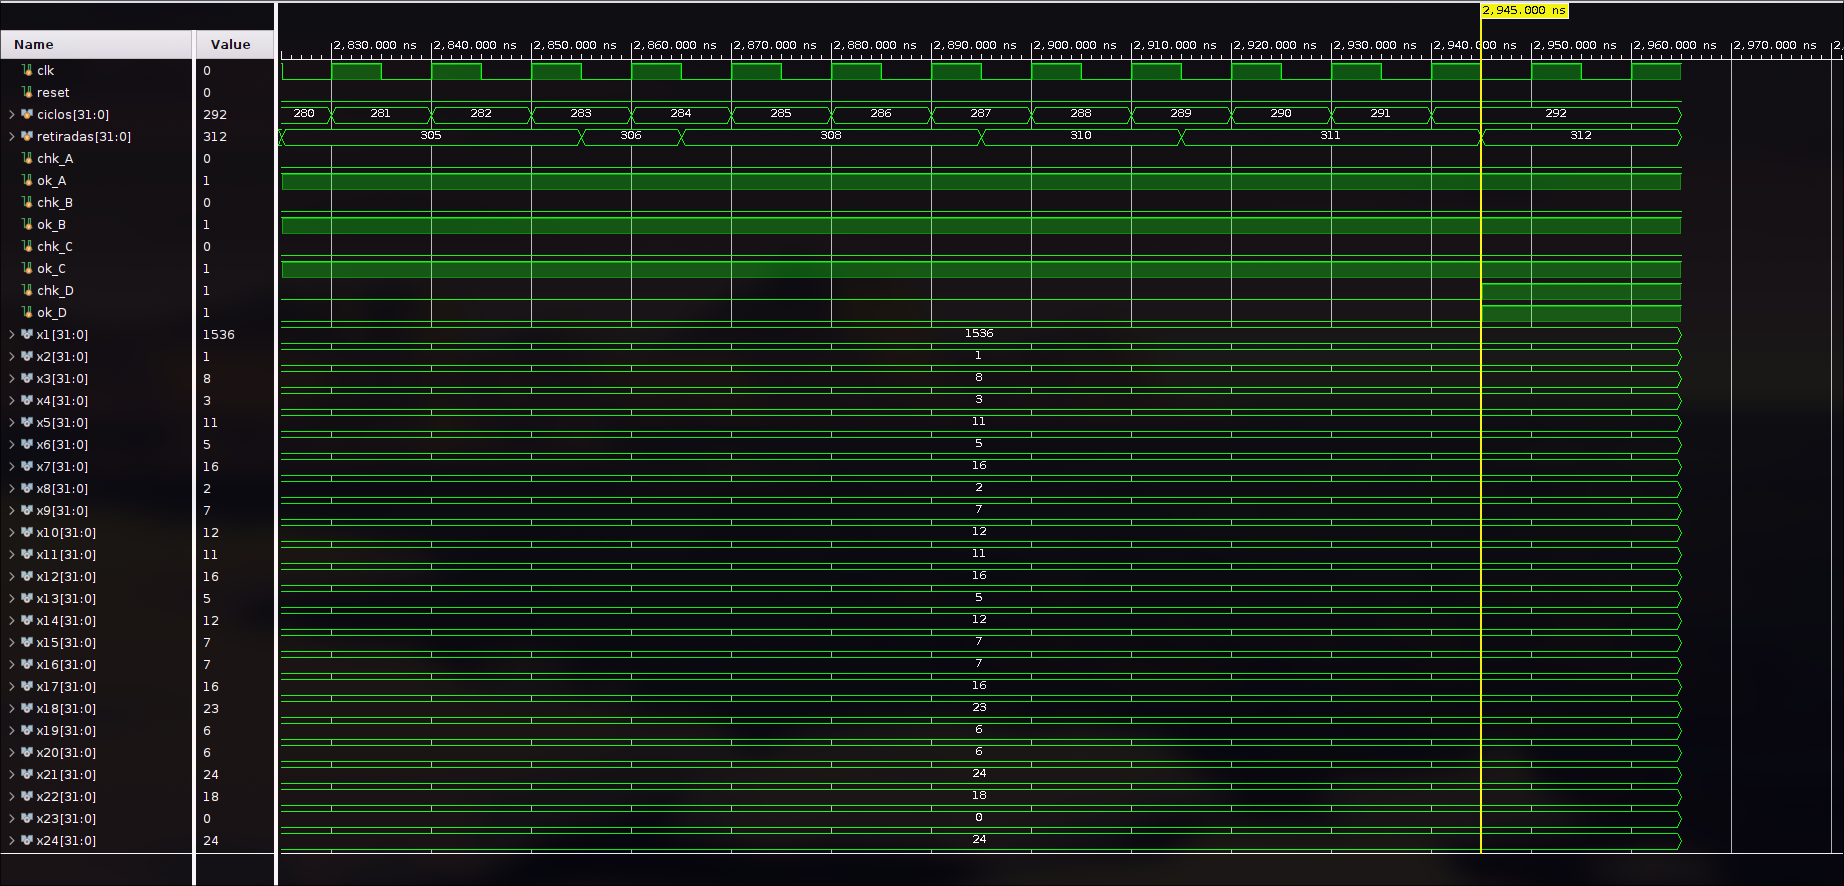 2,945.000 ns
Name Value 2,830.000 ns 2,840.000 ns 2,850.000 ns 2,860.000 ns 2,870.000 ns 2,880.000 ns 2,890.000 ns 2,900.000 ns 2,910.000 ns 2,920.000 ns 2,930.000 ns 2,940.000 ns 2,950.000 ns 2,960.000 ns 2,970.000 ns 2,
clk 0
reset 0
ciclos[31:0] 292 280 281 282 283 284 285 286 287 288 289 290 291 292
retiradas[31:0] 312 305 306 308 310 311 312
chk_A 0
ok_A 1
chk_B 0
ok_B 1
chk_C 0
ok_C 1
chk_D 1
ok_D 1
x1[31:0] 1536 1536
x2[31:0] 1 1
x3[31:0] 8 8
x4[31:0] 3 3
x5[31:0] 11 11
x6[31:0] 5 5
x7[31:0] 16 16
x8[31:0] 2 2
x9[31:0] 7 7
x10[31:0] 12 12
x11[31:0] 11 11
x12[31:0] 16 16
x13[31:0] 5 5
x14[31:0] 12 12
x15[31:0] 7 7
x16[31:0] 7 7
x17[31:0] 16 16
x18[31:0] 23 23
x19[31:0] 6 6
x20[31:0] 6 6
x21[31:0] 24 24
x22[31:0] 18 18
x23[31:0] 0 0
x24[31:0] 24 24